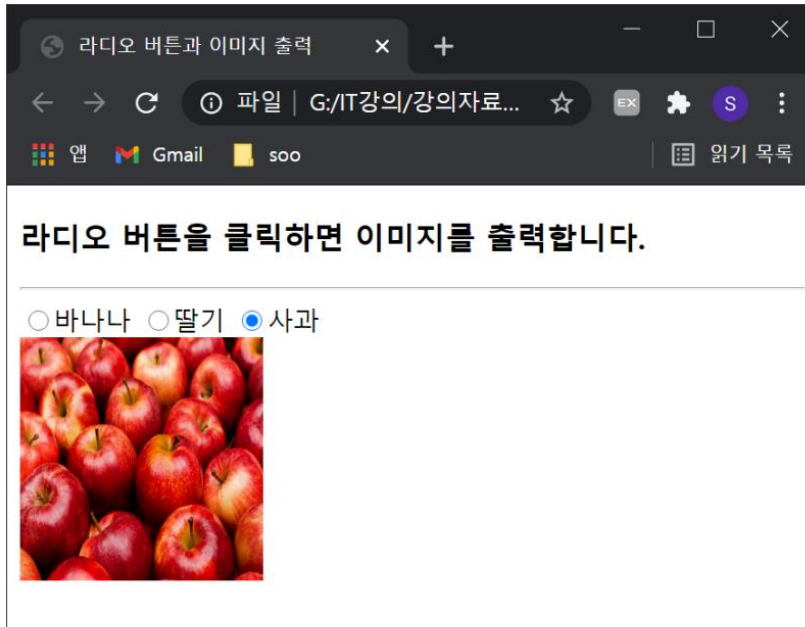 라디오 버튼과 이미지 출력
파일 | G:/IT강의/강의자료...
EX
S
앱 Gmail soo 읽기 목록
라디오 버튼을 클릭하면 이미지를 출력합니다.
바나나 딸기 사과